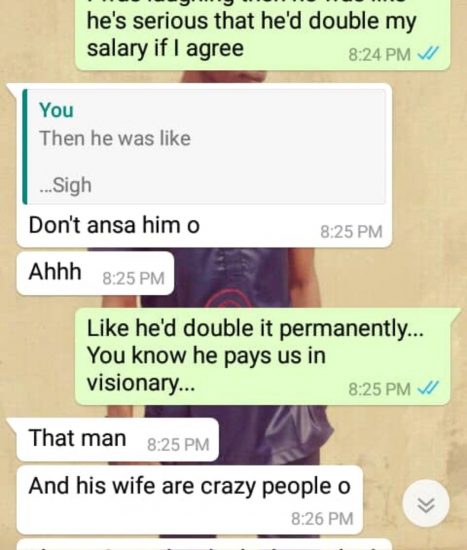 he's serious that he'd double my
salary if I agree
8:24 PM
You
Then he was like
...Sigh
Don't ansa him o
8:25 PM
Ahhh 8:25 PM
Like he'd double it permanently...
You know he pays us in
visionary...
8:25 PM
That man 8:25 PM
And his wife are crazy people o
8:26 PM